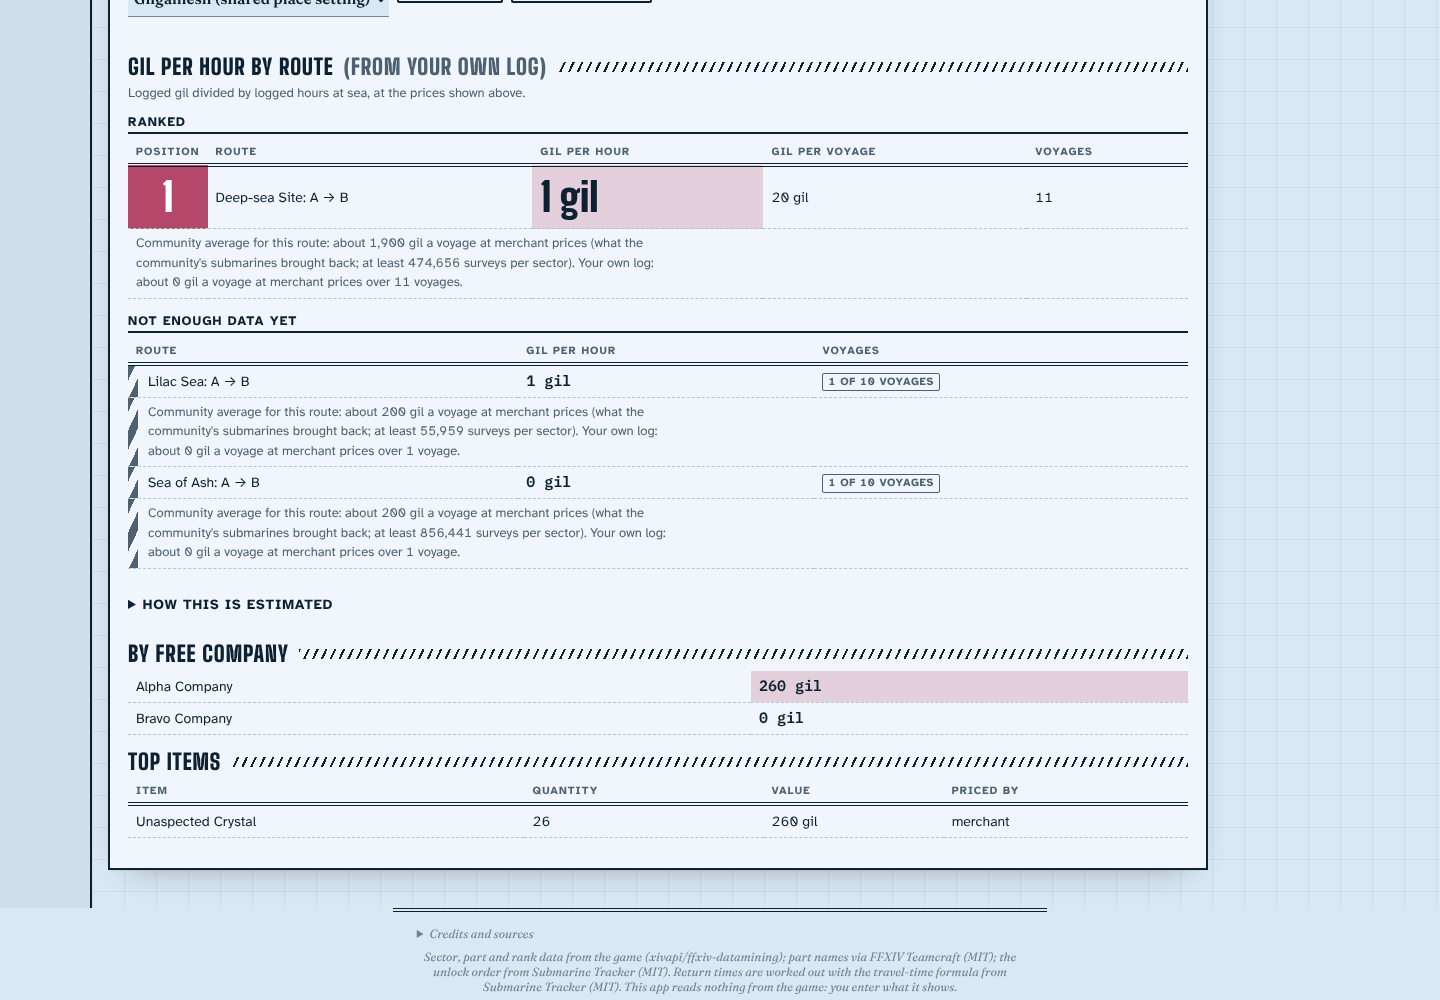 Gilgamesh (shared place setting)
GIL PER HOUR BY ROUTE (FROM YOUR OWN LOG)
Logged gil divided by logged hours at sea, at the prices shown above.
RANKED
POSITION ROUTE GIL PER HOUR GIL PER VOYAGE VOYAGES
1 Deep-sea Site: A → B 1 gil 20 gil 11
Community average for this route: about 1,900 gil a voyage at merchant prices (what the
community's submarines brought back; at least 474,656 surveys per sector). Your own log:
about 0 gil a voyage at merchant prices over 11 voyages.
NOT ENOUGH DATA YET
ROUTE GIL PER HOUR VOYAGES
Lilac Sea: A → B 1 gil 1 OF 10 VOYAGES
Community average for this route: about 200 gil a voyage at merchant prices (what the
community's submarines brought back; at least 55,959 surveys per sector). Your own log:
about 0 gil a voyage at merchant prices over 1 voyage.
Sea of Ash: A → B 0 gil 1 OF 10 VOYAGES
Community average for this route: about 200 gil a voyage at merchant prices (what the
community's submarines brought back; at least 856,441 surveys per sector). Your own log:
about 0 gil a voyage at merchant prices over 1 voyage.
HOW THIS IS ESTIMATED
BY FREE COMPANY
Alpha Company 260 gil
Bravo Company 0 gil
TOP ITEMS
ITEM QUANTITY VALUE PRICED BY
Unaspected Crystal 26 260 gil merchant
Credits and sources
Sector, part and rank data from the game (xivapi/ffxiv-datamining); part names via FFXIV Teamcraft (MIT); the
unlock order from Submarine Tracker (MIT). Return times are worked out with the travel-time formula from
Submarine Tracker (MIT). This app reads nothing from the game: you enter what it shows.